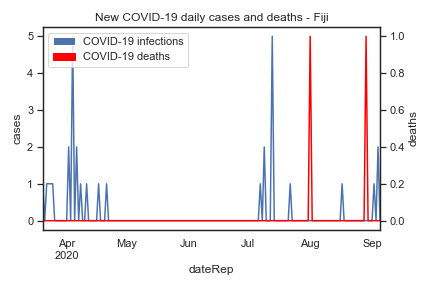 New COVID-19 daily cases and deaths - Fiji
COVID-19 infections
COVID-19 deaths
5
4
3
2
1
0
cases
1.0
0.8
0.6
0.4
0.2
0.0
deaths
Apr May Jun Jul Aug Sep
2020
dateRep